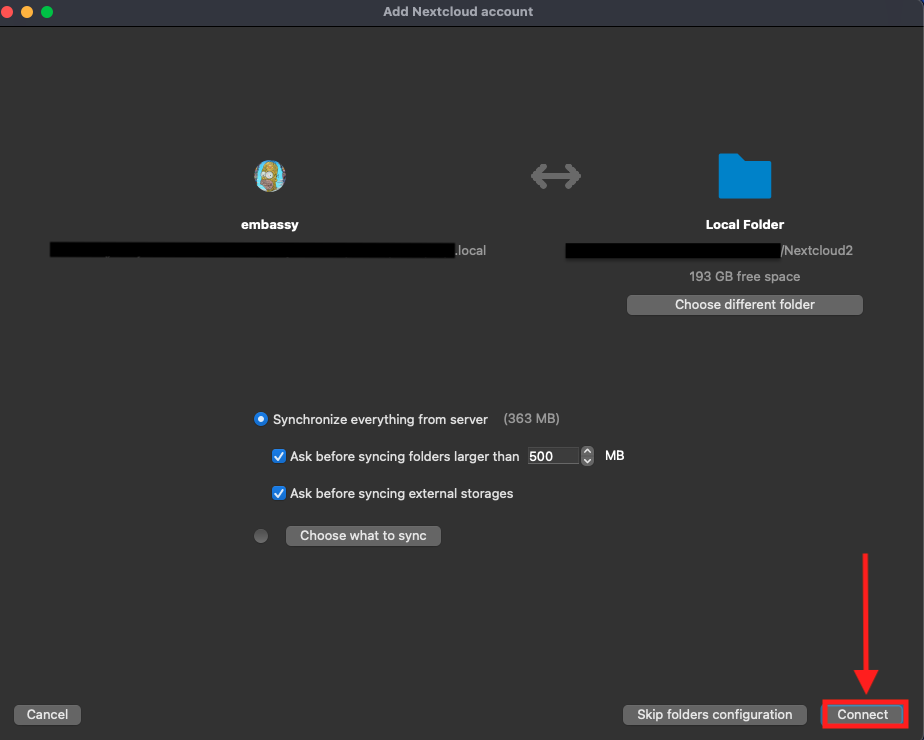 Add Nextcloud account
embassy
.local
Local Folder
/Nextcloud2
193 GB free space
Choose different folder
Synchronize everything from server (363 MB)
Ask before syncing folders larger than 500 MB
Ask before syncing external storages
Choose what to sync
Cancel
Skip folders configuration
Connect